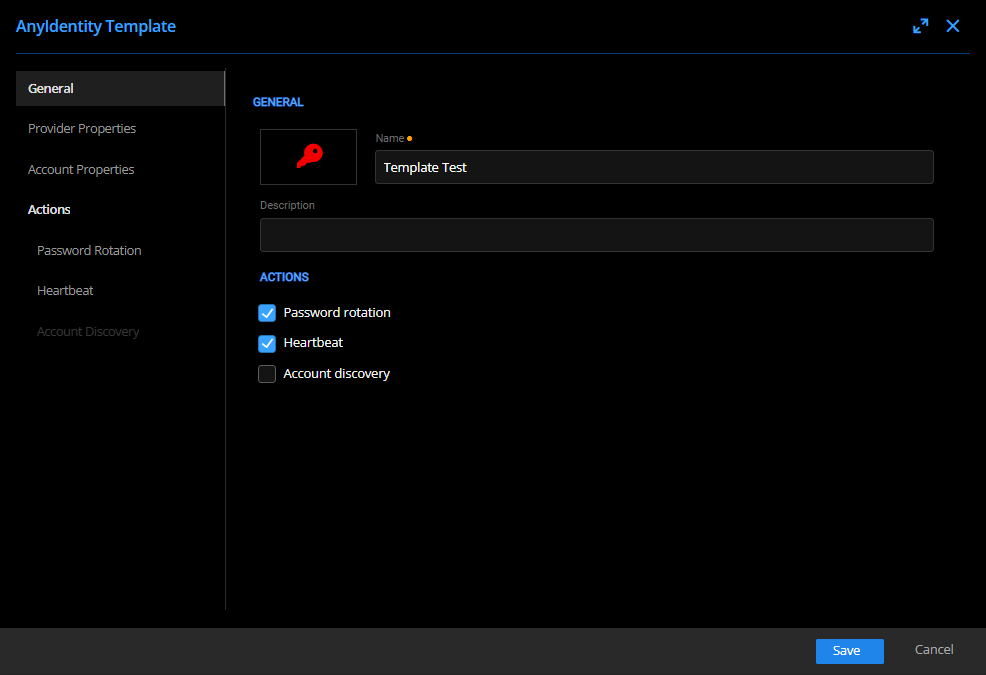 AnyIdentity Template
General
Provider Properties
Account Properties
Actions
Password Rotation
Heartbeat
Account Discovery
GENERAL
Name
Template Test
Description
ACTIONS
Password rotation
Heartbeat
Account discovery
Save
Cancel